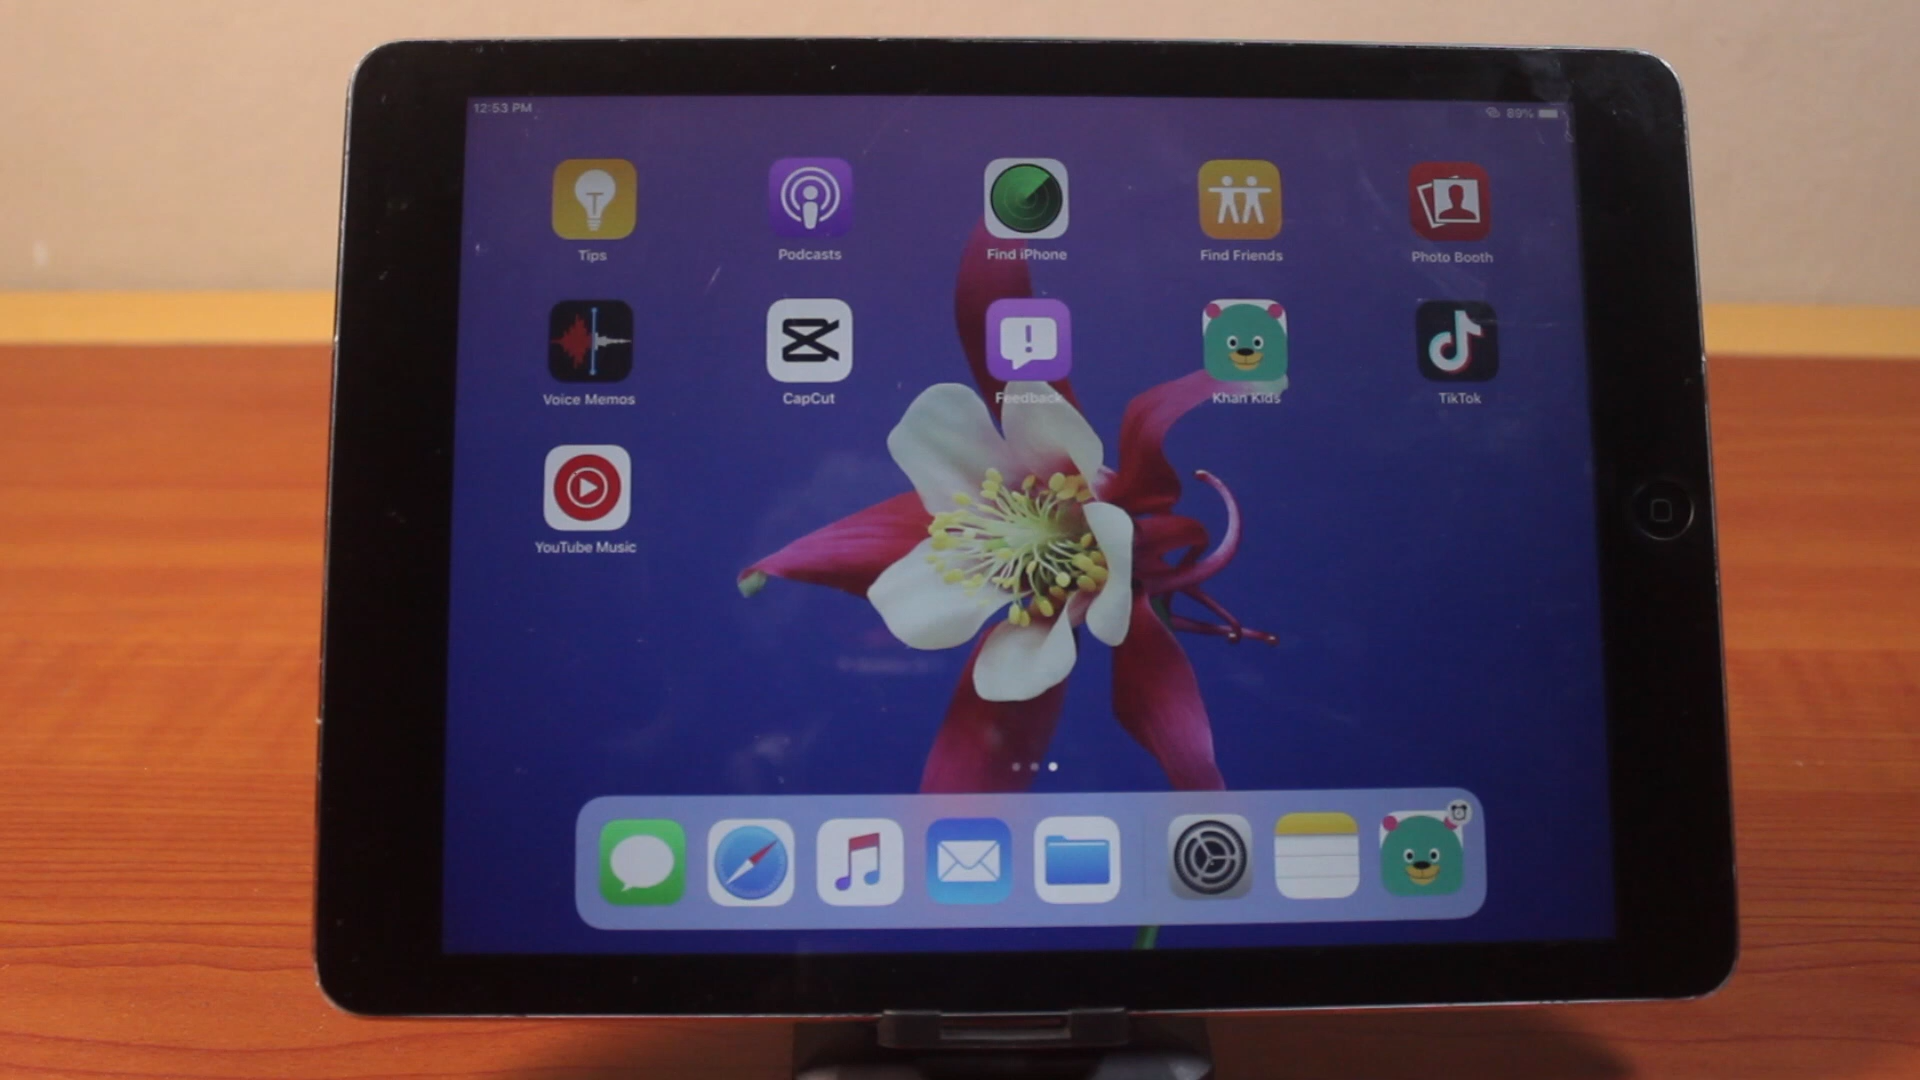 12:53 PM
89%
Tips
Podcasts
Find iPhone
Find Friends
Photo Booth
Voice Memos
CapCut
Feedback
Khan Kids
TikTok
YouTube Music